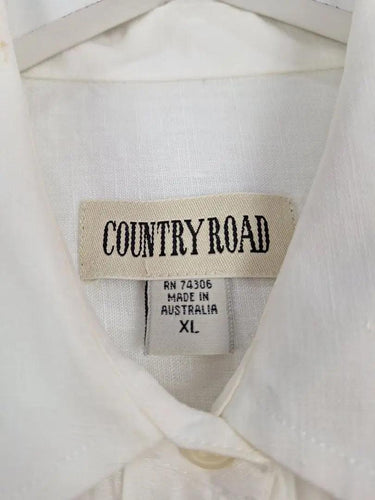 COUNTRY ROAD
RN 74306
MADE IN
AUSTRALIA
XL